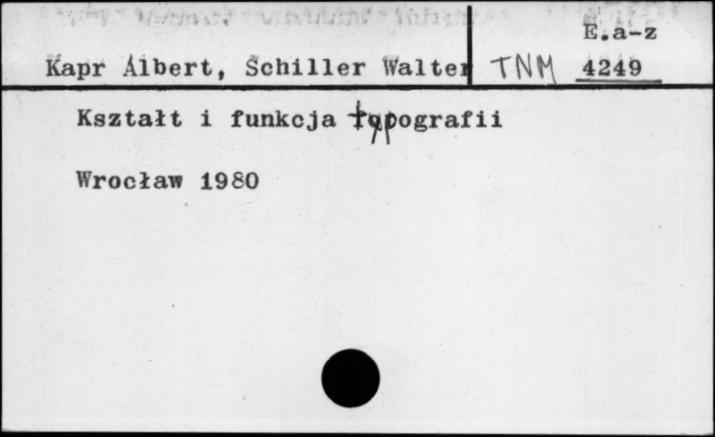 E.a-z
Kapr Albert, Schiller Walter TNM 4249
Kształt i funkcja typografii
Wrocław 1980